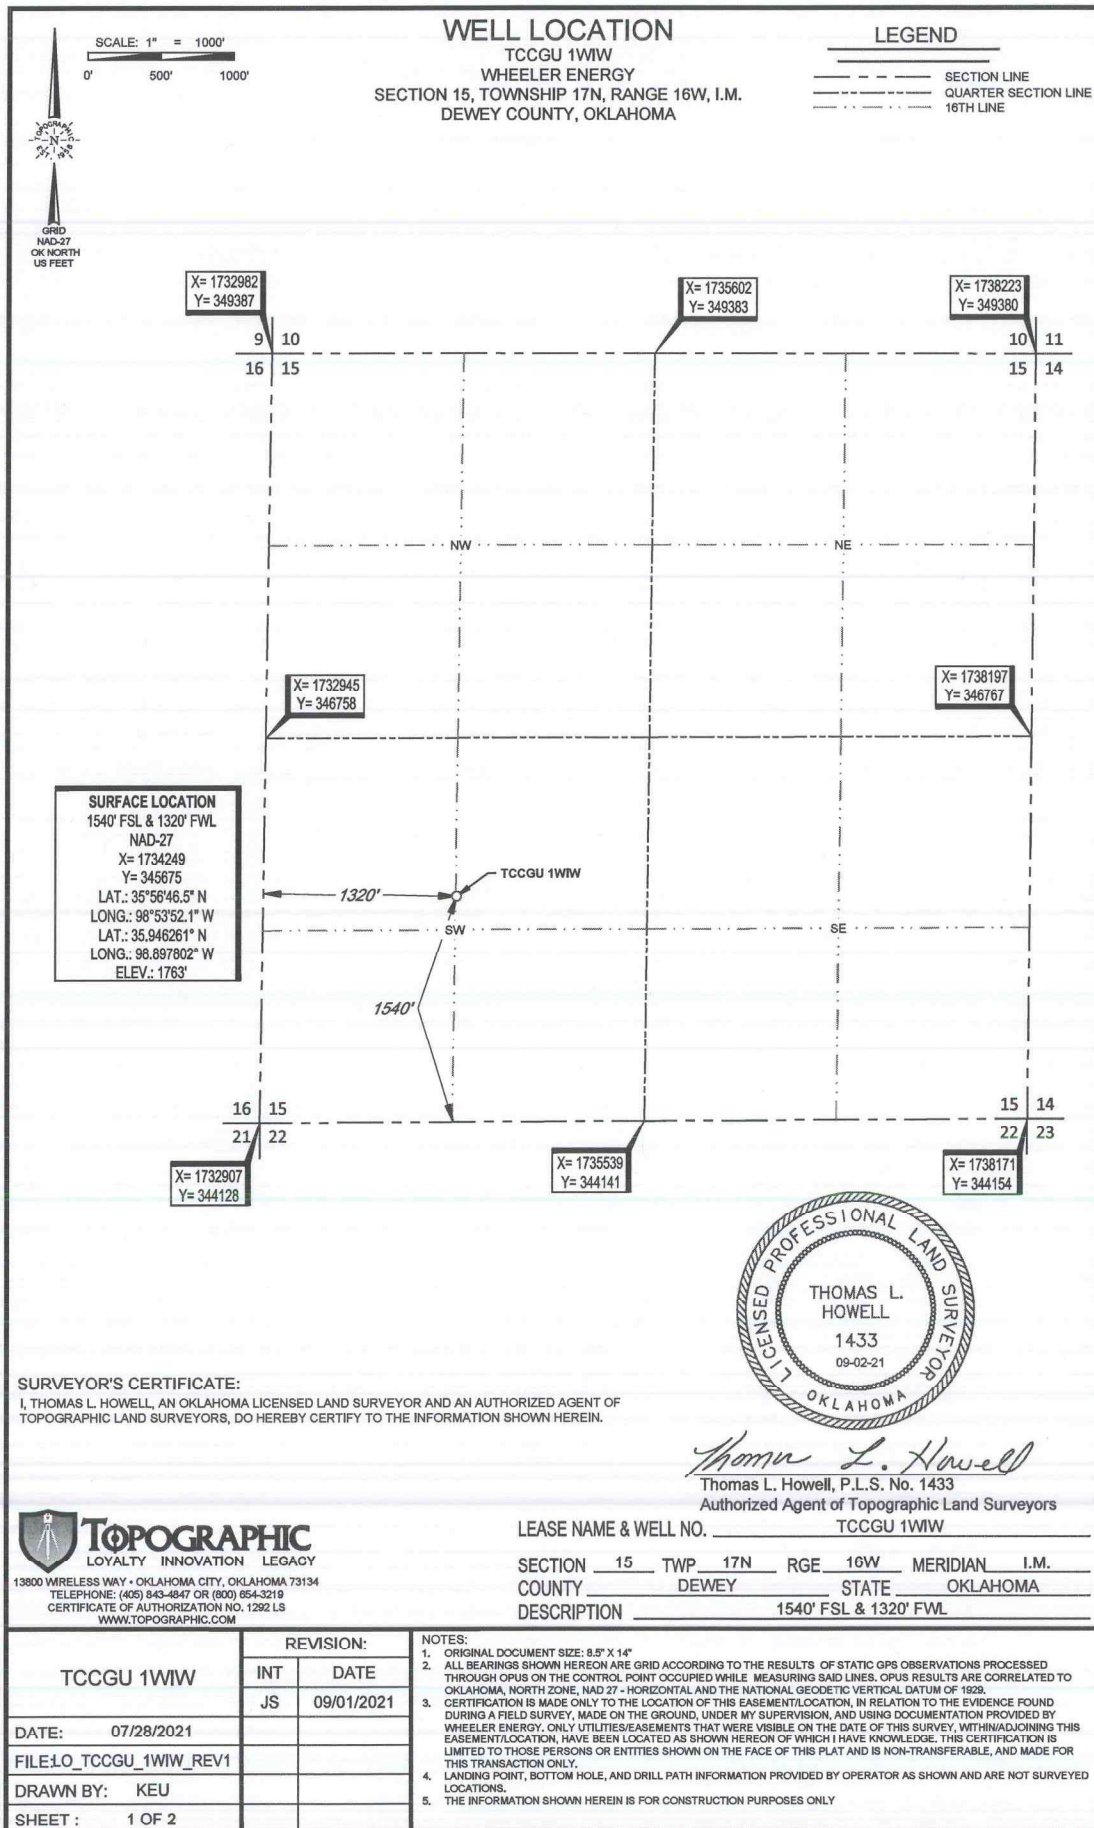 WELL LOCATION
TCCGU 1WIW
WHEELER ENERGY
SECTION 15, TOWNSHIP 17N, RANGE 16W, I.M.
DEWEY COUNTY, OKLAHOMA
SCALE: 1" = 1000'
0' 500' 1000'
LEGEND
SECTION LINE
QUARTER SECTION LINE
16TH LINE
TOPOGRAPHIC
N
EST. 1958
GRID
NAD-27
OK NORTH
US FEET
X= 1732982
Y= 349387
X= 1735602
Y= 349383
X= 1738223
Y= 349380
9 10
16 15
10 11
15 14
NW
NE
X= 1732945
Y= 346758
X= 1738197
Y= 346767
SURFACE LOCATION
1540' FSL & 1320' FWL
NAD-27
X= 1734249
Y= 345675
LAT.: 35°56'46.5" N
LONG.: 98°53'52.1" W
LAT.: 35.946261° N
LONG.: 98.897802° W
ELEV.: 1763'
TCCGU 1WIW
1320'
SW
SE
1540'
16 15
21 22
15 14
22 23
X= 1732907
Y= 344128
X= 1735539
Y= 344141
X= 1738171
Y= 344154
LICENSED PROFESSIONAL LAND SURVEYOR
THOMAS L.
HOWELL
1433
09-02-21
OKLAHOMA
SURVEYOR'S CERTIFICATE:
I, THOMAS L. HOWELL, AN OKLAHOMA LICENSED LAND SURVEYOR AND AN AUTHORIZED AGENT OF
TOPOGRAPHIC LAND SURVEYORS, DO HEREBY CERTIFY TO THE INFORMATION SHOWN HEREIN.
Thomas L. Howell
Thomas L. Howell, P.L.S. No. 1433
Authorized Agent of Topographic Land Surveyors
TOPOGRAPHIC
LOYALTY INNOVATION LEGACY
13800 WIRELESS WAY • OKLAHOMA CITY, OKLAHOMA 73134
TELEPHONE: (405) 843-4847 OR (800) 654-3219
CERTIFICATE OF AUTHORIZATION NO. 1292 LS
WWW.TOPOGRAPHIC.COM
LEASE NAME & WELL NO. TCCGU 1WIW
SECTION 15 TWP 17N RGE 16W MERIDIAN I.M.
COUNTY DEWEY STATE OKLAHOMA
DESCRIPTION 1540' FSL & 1320' FWL
TCCGU 1WIW
REVISION:
INT DATE
JS 09/01/2021
DATE: 07/28/2021
FILE:LO_TCCGU_1WIW_REV1
DRAWN BY: KEU
SHEET : 1 OF 2
NOTES:
1. ORIGINAL DOCUMENT SIZE: 8.5" X 14"
2. ALL BEARINGS SHOWN HEREON ARE GRID ACCORDING TO THE RESULTS OF STATIC GPS OBSERVATIONS PROCESSED
THROUGH OPUS ON THE CONTROL POINT OCCUPIED WHILE MEASURING SAID LINES. OPUS RESULTS ARE CORRELATED TO
OKLAHOMA, NORTH ZONE, NAD 27 - HORIZONTAL AND THE NATIONAL GEODETIC VERTICAL DATUM OF 1929.
3. CERTIFICATION IS MADE ONLY TO THE LOCATION OF THIS EASEMENT/LOCATION, IN RELATION TO THE EVIDENCE FOUND
DURING A FIELD SURVEY, MADE ON THE GROUND, UNDER MY SUPERVISION, AND USING DOCUMENTATION PROVIDED BY
WHEELER ENERGY. ONLY UTILITIES/EASEMENTS THAT WERE VISIBLE ON THE DATE OF THIS SURVEY, WITHIN/ADJOINING THIS
EASEMENT/LOCATION, HAVE BEEN LOCATED AS SHOWN HEREON OF WHICH I HAVE KNOWLEDGE. THIS CERTIFICATION IS
LIMITED TO THOSE PERSONS OR ENTITIES SHOWN ON THE FACE OF THIS PLAT AND IS NON-TRANSFERABLE, AND MADE FOR
THIS TRANSACTION ONLY.
4. LANDING POINT, BOTTOM HOLE, AND DRILL PATH INFORMATION PROVIDED BY OPERATOR AS SHOWN AND ARE NOT SURVEYED
LOCATIONS.
5. THE INFORMATION SHOWN HEREIN IS FOR CONSTRUCTION PURPOSES ONLY